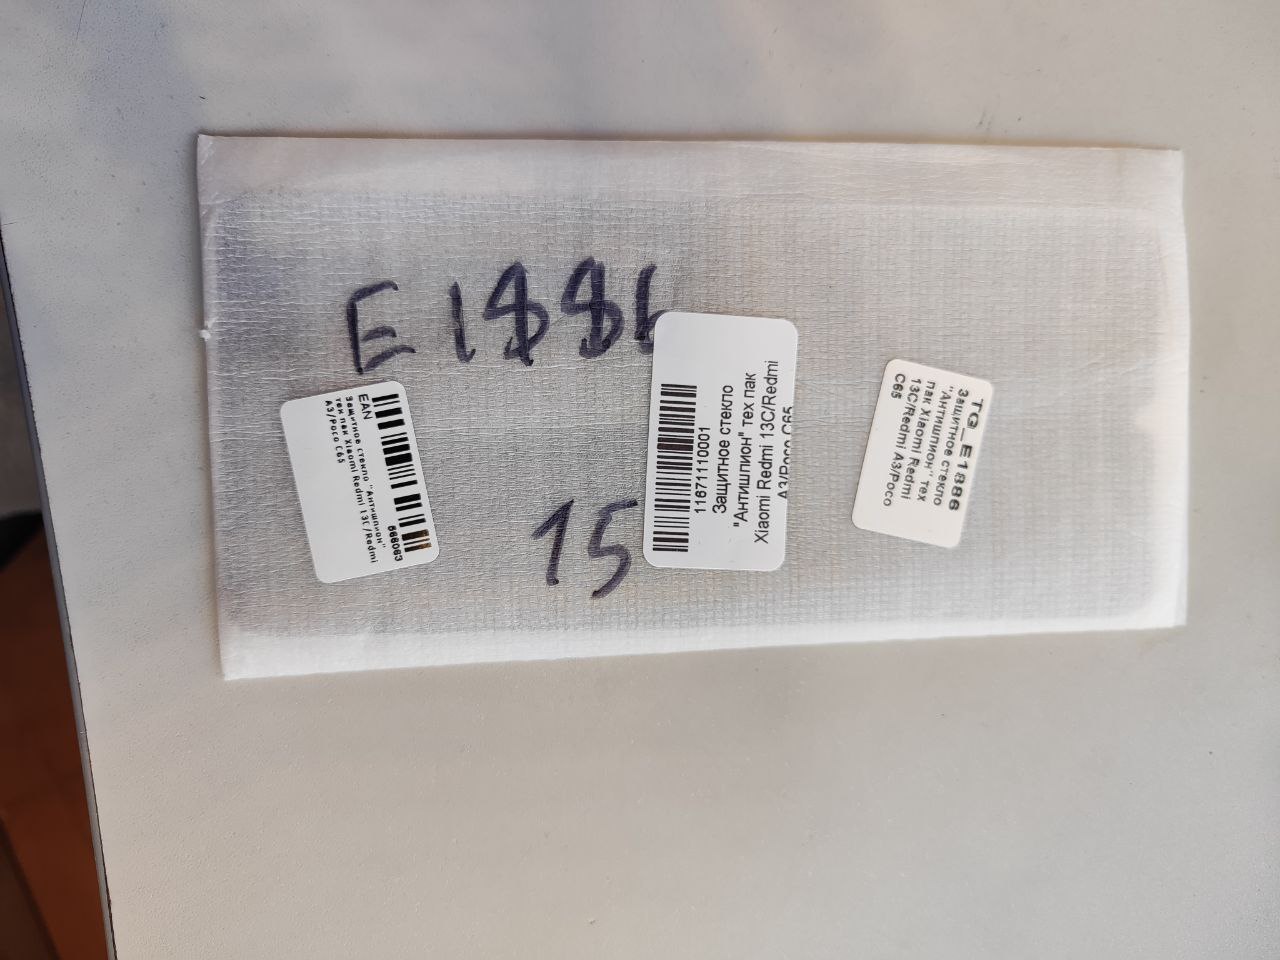 E1886
15
EAN
666063
Защитное стекло "Антишпион"
тех пак Xiaomi Redmi 13C/Redmi
A3/Poco C65
11671110001
Защитное стекло
"Антишпион" тех пак
Xiaomi Redmi 13C/Redmi
A3/Poco C65
TG_E1886
Защитное стекло
"Антишпион" тех
пак Xiaomi Redmi
13C/Redmi A3/Poco
C65